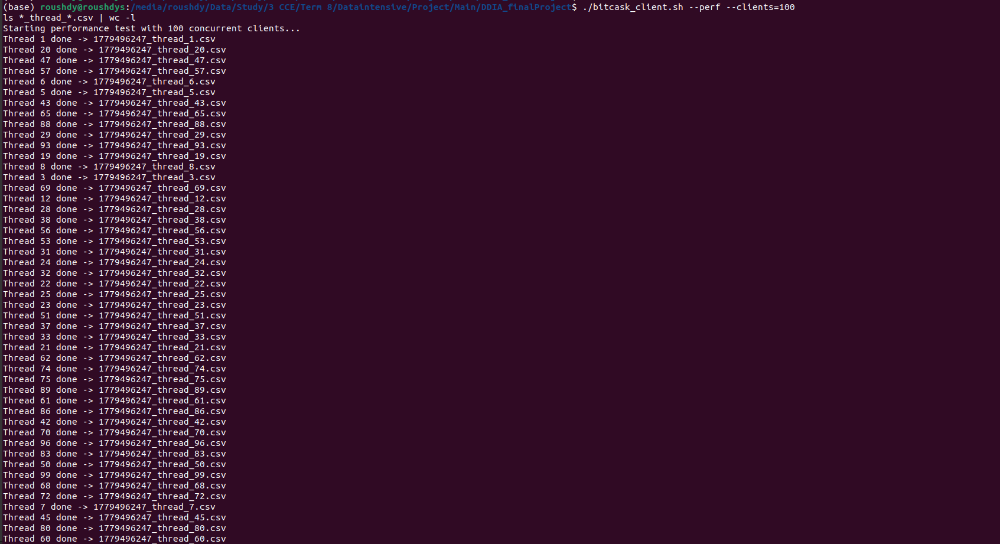 (base) roushdy@roushdys:/media/roushdy/Data/Study/3 CCE/Term 8/Dataintensive/Project/Main/DDIA_finalProject$ ./bitcask_client.sh --perf --clients=100
ls *_thread_*.csv | wc -l
Starting performance test with 100 concurrent clients...
Thread 1 done -> 1779496247_thread_1.csv
Thread 20 done -> 1779496247_thread_20.csv
Thread 47 done -> 1779496247_thread_47.csv
Thread 57 done -> 1779496247_thread_57.csv
Thread 6 done -> 1779496247_thread_6.csv
Thread 5 done -> 1779496247_thread_5.csv
Thread 43 done -> 1779496247_thread_43.csv
Thread 65 done -> 1779496247_thread_65.csv
Thread 88 done -> 1779496247_thread_88.csv
Thread 29 done -> 1779496247_thread_29.csv
Thread 93 done -> 1779496247_thread_93.csv
Thread 19 done -> 1779496247_thread_19.csv
Thread 8 done -> 1779496247_thread_8.csv
Thread 3 done -> 1779496247_thread_3.csv
Thread 69 done -> 1779496247_thread_69.csv
Thread 12 done -> 1779496247_thread_12.csv
Thread 28 done -> 1779496247_thread_28.csv
Thread 38 done -> 1779496247_thread_38.csv
Thread 56 done -> 1779496247_thread_56.csv
Thread 53 done -> 1779496247_thread_53.csv
Thread 31 done -> 1779496247_thread_31.csv
Thread 24 done -> 1779496247_thread_24.csv
Thread 32 done -> 1779496247_thread_32.csv
Thread 22 done -> 1779496247_thread_22.csv
Thread 25 done -> 1779496247_thread_25.csv
Thread 23 done -> 1779496247_thread_23.csv
Thread 51 done -> 1779496247_thread_51.csv
Thread 37 done -> 1779496247_thread_37.csv
Thread 33 done -> 1779496247_thread_33.csv
Thread 21 done -> 1779496247_thread_21.csv
Thread 62 done -> 1779496247_thread_62.csv
Thread 74 done -> 1779496247_thread_74.csv
Thread 75 done -> 1779496247_thread_75.csv
Thread 89 done -> 1779496247_thread_89.csv
Thread 61 done -> 1779496247_thread_61.csv
Thread 86 done -> 1779496247_thread_86.csv
Thread 42 done -> 1779496247_thread_42.csv
Thread 70 done -> 1779496247_thread_70.csv
Thread 96 done -> 1779496247_thread_96.csv
Thread 83 done -> 1779496247_thread_83.csv
Thread 50 done -> 1779496247_thread_50.csv
Thread 99 done -> 1779496247_thread_99.csv
Thread 68 done -> 1779496247_thread_68.csv
Thread 72 done -> 1779496247_thread_72.csv
Thread 7 done -> 1779496247_thread_7.csv
Thread 45 done -> 1779496247_thread_45.csv
Thread 80 done -> 1779496247_thread_80.csv
Thread 60 done -> 1779496247_thread_60.csv